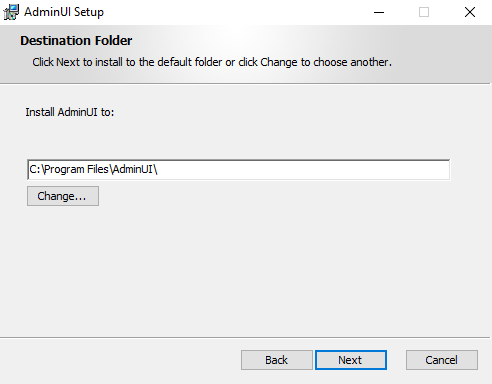 AdminUI Setup
Destination Folder
Click Next to install to the default folder or click Change to choose another.
Install AdminUI to:
C:\Program Files\AdminUI\
Change...
Back
Next
Cancel